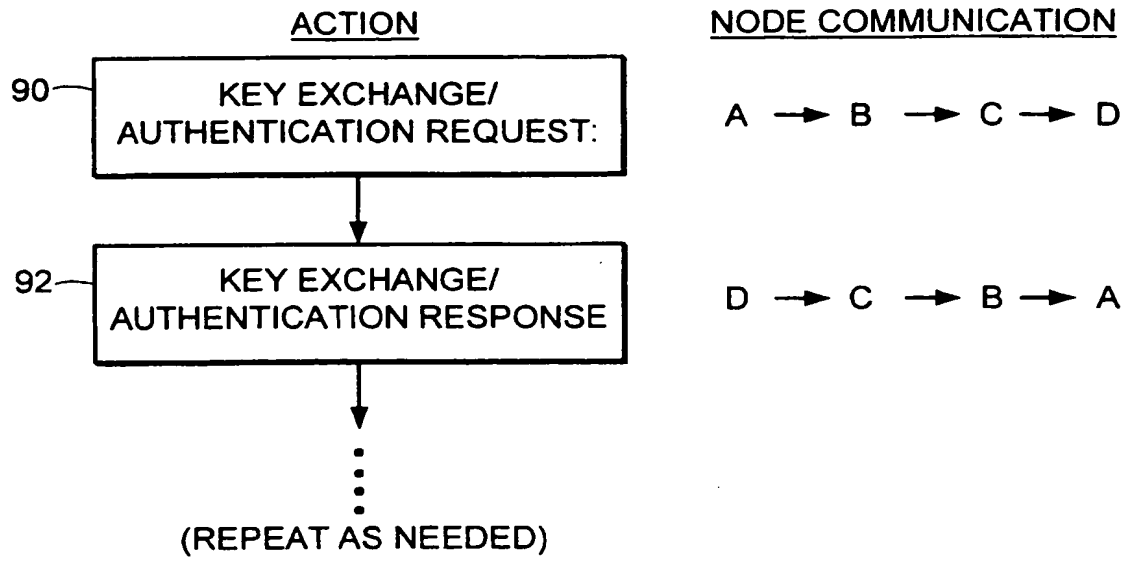 ACTION
NODE COMMUNICATION
90
KEY EXCHANGE/
AUTHENTICATION REQUEST:
A → B → C → D
92
KEY EXCHANGE/
AUTHENTICATION RESPONSE
D → C → B → A
(REPEAT AS NEEDED)